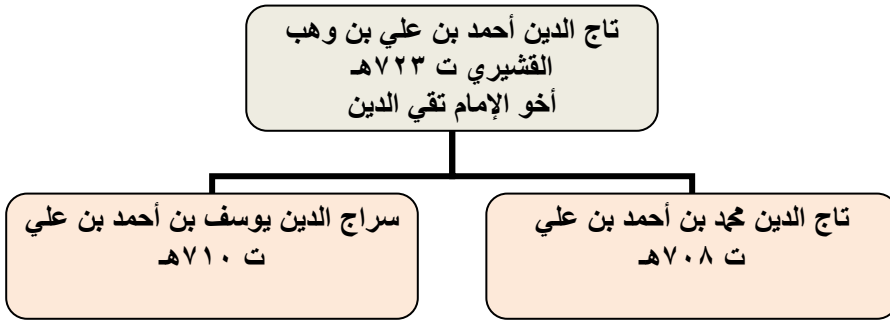 تاج الدين أحمد بن علي بن وهب
القشيري ت ٧٢٣هـ
أخو الإمام تقي الدين
تاج الدين محمد بن أحمد بن علي
ت ٧٠٨هـ
سراج الدين يوسف بن أحمد بن علي
ت ٧١٠هـ